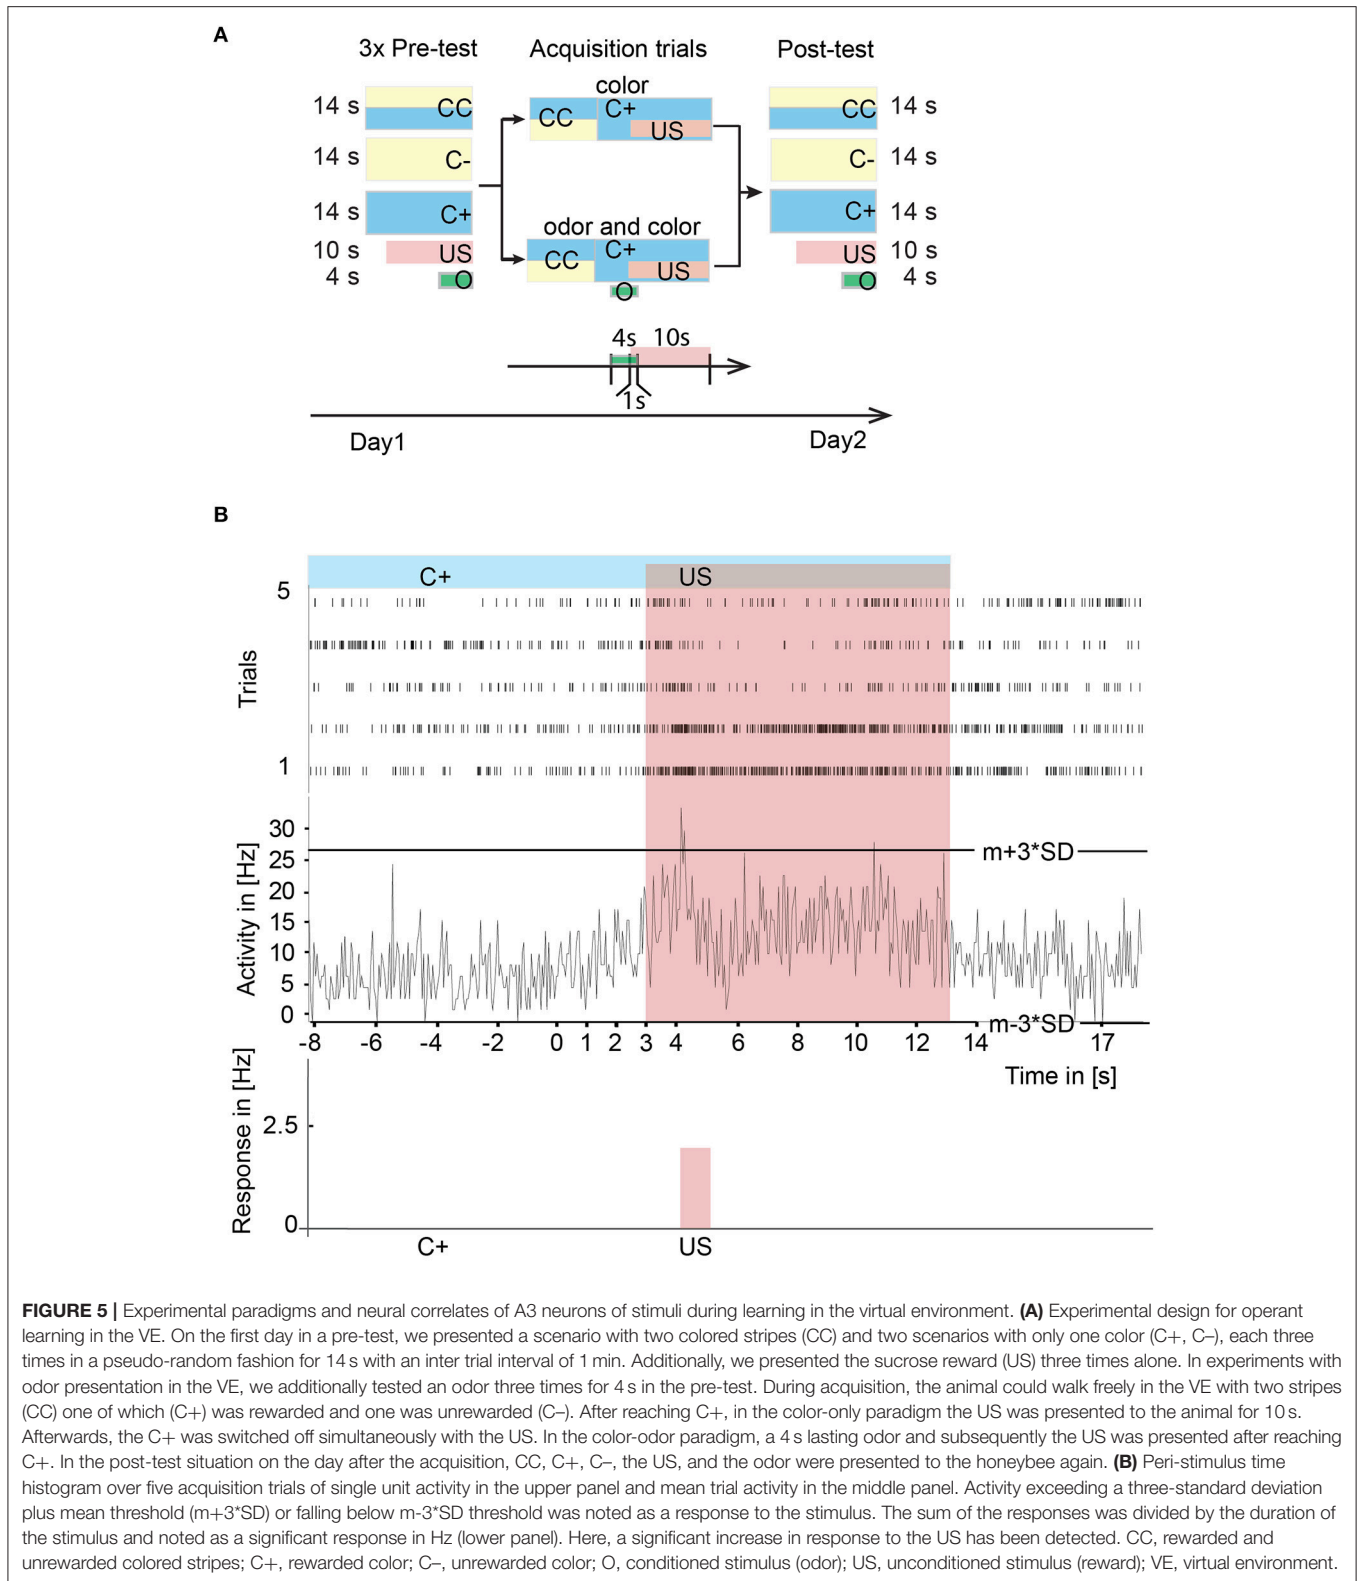 A
3x Pre-test Acquisition trials Post-test
color
14 s CC CC C+ US CC 14 s
14 s C- C- 14 s
14 s C+ C+ 14 s
odor and color
10 s US CC C+ US US 10 s
4 s O O O 4 s
4s 10s
1s
Day1 Day2
B
C+ US
5
Trials
1
30
m+3*SD
25
20
15
10
5
0
Activity in [Hz]
m-3*SD
-8 -6 -4 -2 0 1 2 3 4 6 8 10 12 14 17
Time in [s]
Response in [Hz]
2.5
0
C+ US
FIGURE 5 | Experimental paradigms and neural correlates of A3 neurons of stimuli during learning in the virtual environment. (A) Experimental design for operant
learning in the VE. On the first day in a pre-test, we presented a scenario with two colored stripes (CC) and two scenarios with only one color (C+, C–), each three
times in a pseudo-random fashion for 14 s with an inter trial interval of 1 min. Additionally, we presented the sucrose reward (US) three times alone. In experiments with
odor presentation in the VE, we additionally tested an odor three times for 4 s in the pre-test. During acquisition, the animal could walk freely in the VE with two stripes
(CC) one of which (C+) was rewarded and one was unrewarded (C–). After reaching C+, in the color-only paradigm the US was presented to the animal for 10 s.
Afterwards, the C+ was switched off simultaneously with the US. In the color-odor paradigm, a 4 s lasting odor and subsequently the US was presented after reaching
C+. In the post-test situation on the day after the acquisition, CC, C+, C–, the US, and the odor were presented to the honeybee again. (B) Peri-stimulus time
histogram over five acquisition trials of single unit activity in the upper panel and mean trial activity in the middle panel. Activity exceeding a three-standard deviation
plus mean threshold (m+3*SD) or falling below m-3*SD threshold was noted as a response to the stimulus. The sum of the responses was divided by the duration of
the stimulus and noted as a significant response in Hz (lower panel). Here, a significant increase in response to the US has been detected. CC, rewarded and
unrewarded colored stripes; C+, rewarded color; C–, unrewarded color; O, conditioned stimulus (odor); US, unconditioned stimulus (reward); VE, virtual environment.